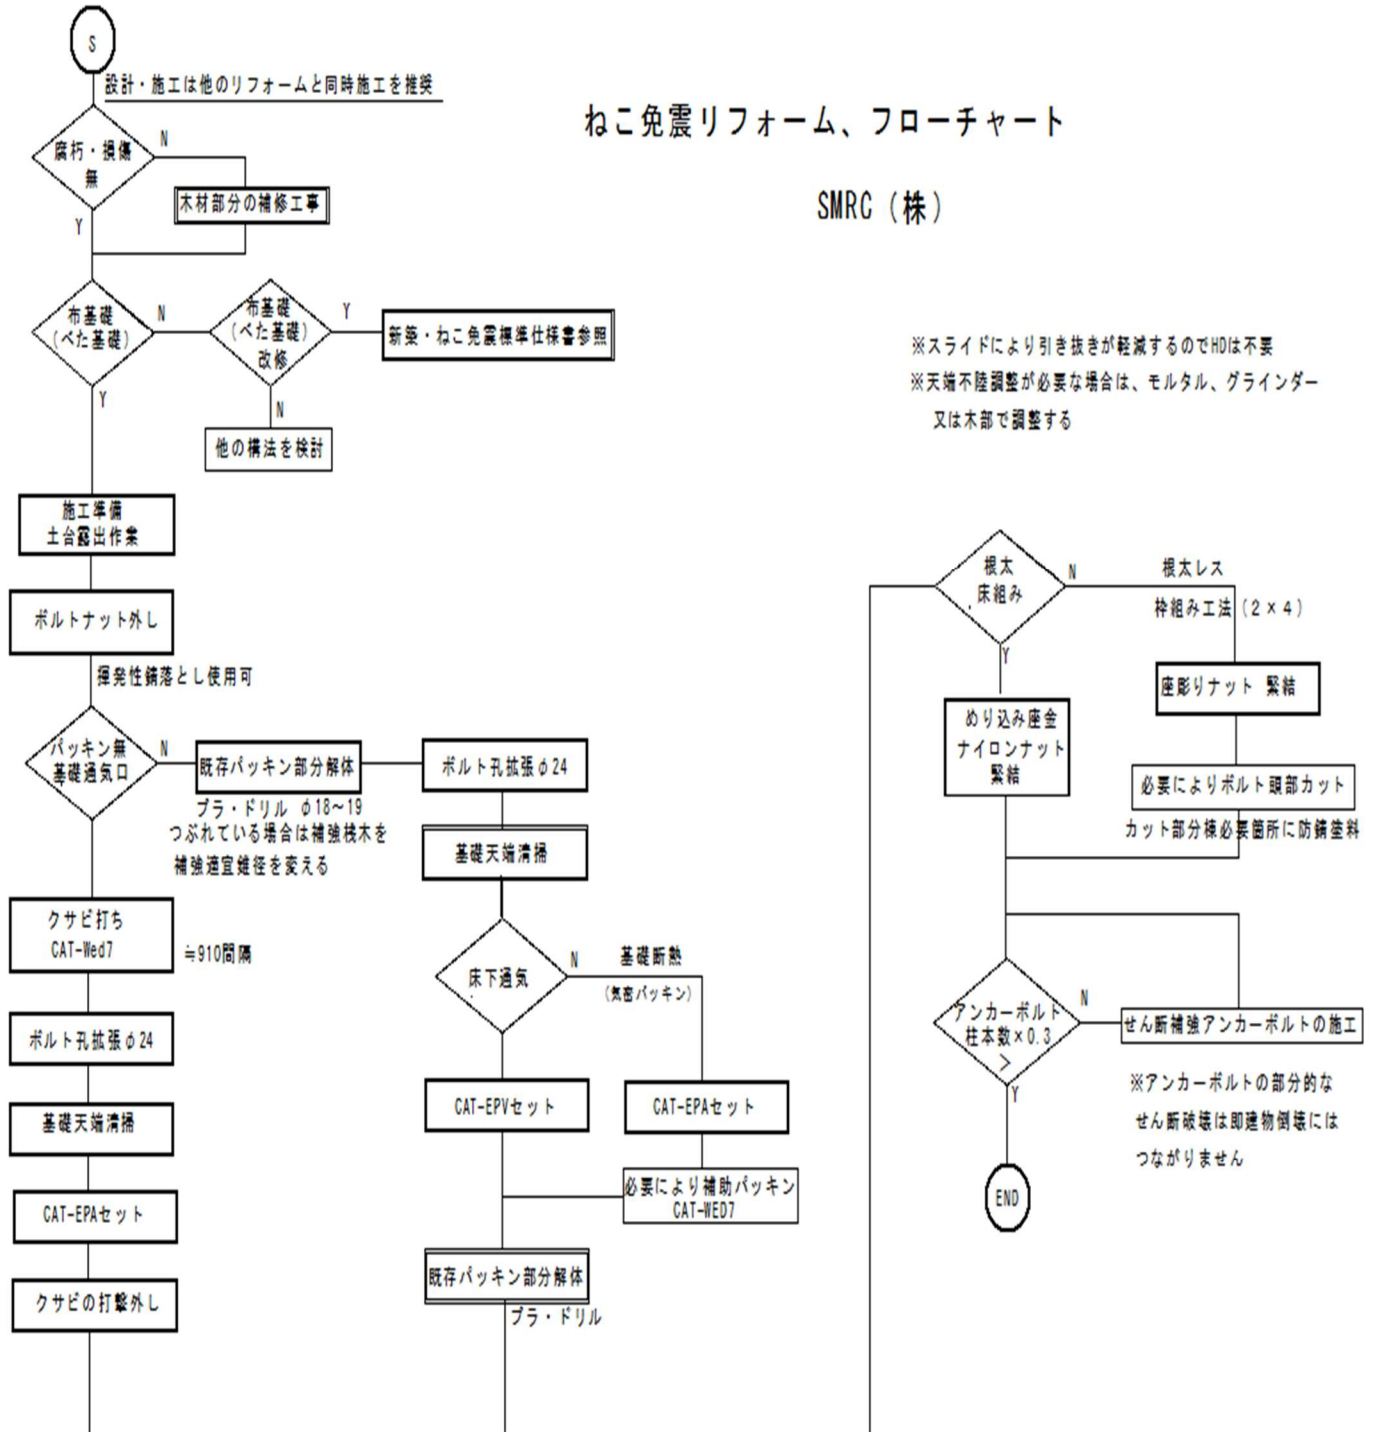 S
設計・施工は他のリフォームと同時施工を推奨
ねこ免震リフォーム、フローチャート
SMRC（株）
腐朽・損傷
無
N
木材部分の補修工事
Y
布基礎
(べた基礎)
N
布基礎
(べた基礎)
改修
Y
新築・ねこ免震標準仕様書参照
Y
N
他の構法を検討
※スライドにより引き抜きが軽減するのでHDは不要
※天端不陸調整が必要な場合は、モルタル、グラインダー
又は木部で調整する
施工準備
土台露出作業
ボルトナット外し
揮発性錆落とし使用可
パッキン無
基礎通気口
N
既存パッキン部分解体
プラ・ドリル φ18～19
つぶれている場合は補強桟木を
補強適宜錐径を変える
クサビ打ち
CAT-Wed7
≒910間隔
ボルト孔拡張φ24
基礎天端清掃
CAT-EPAセット
クサビの打撃外し
ボルト孔拡張φ24
基礎天端清掃
床下通気
N
基礎断熱
(気密パッキン)
CAT-EPVセット
CAT-EPAセット
必要により補助パッキン
CAT-WED7
既存パッキン部分解体
プラ・ドリル
根太
床組み
N
根太レス
枠組み工法（2×4）
Y
座彫りナット 緊結
めり込み座金
ナイロンナット
緊結
必要によりボルト頭部カット
カット部分棟必要箇所に防錆塗料
アンカーボルト
柱本数×0.3
＞
N
せん断補強アンカーボルトの施工
Y
※アンカーボルトの部分的な
せん断破壊は即建物倒壊には
つながりません
END